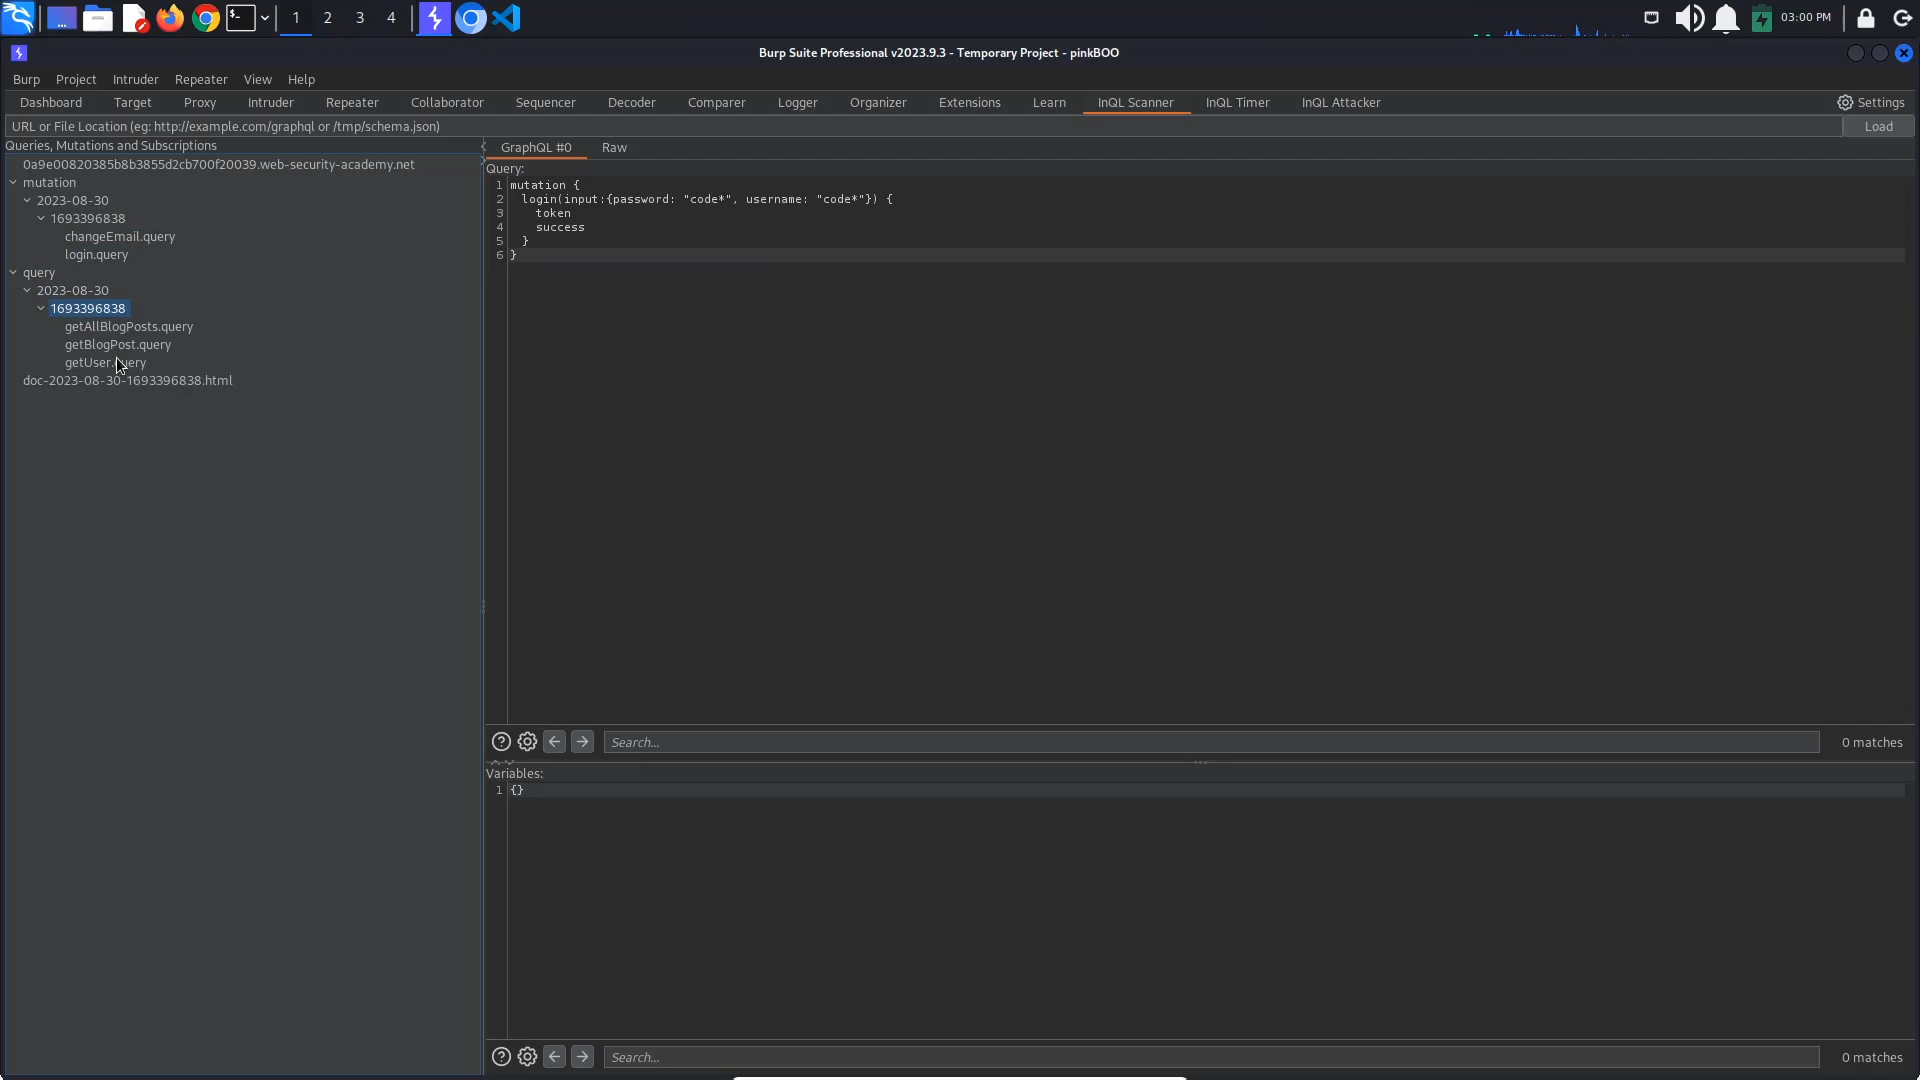 1 2 3 4 03:00 PM
Burp Suite Professional v2023.9.3 - Temporary Project - pinkBOO
Burp Project Intruder Repeater View Help
Dashboard Target Proxy Intruder Repeater Collaborator Sequencer Decoder Comparer Logger Organizer Extensions Learn InQL Scanner InQL Timer InQL Attacker Settings
URL or File Location (eg: http://example.com/graphql or /tmp/schema.json) Load
Queries, Mutations and Subscriptions
0a9e00820385b8b3855d2cb700f20039.web-security-academy.net
mutation
2023-08-30
1693396838
changeEmail.query
login.query
query
2023-08-30
1693396838
getAllBlogPosts.query
getBlogPost.query
getUser.query
doc-2023-08-30-1693396838.html
GraphQL #0 Raw
Query:
1 mutation {
2 login(input:{password: "code*", username: "code*"}) {
3 token
4 success
5 }
6 }
Search... 0 matches
Variables:
1 {}
Search... 0 matches